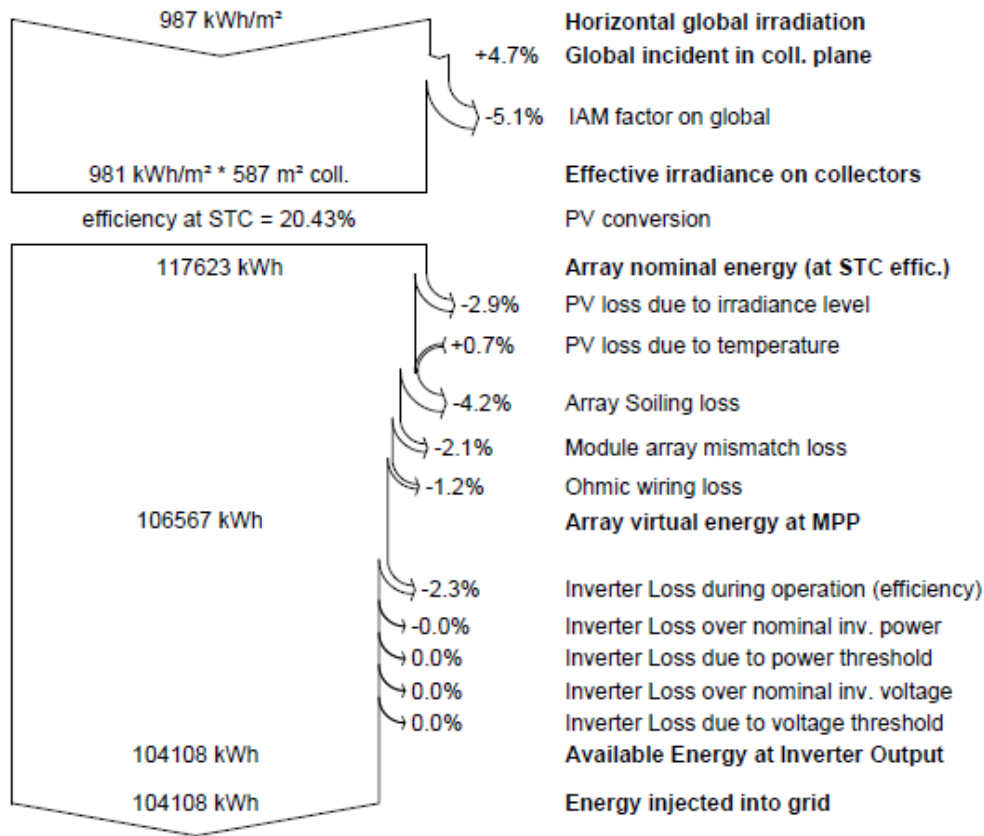 987 kWh/m² Horizontal global irradiation
+4.7% Global incident in coll. plane
-5.1% IAM factor on global
981 kWh/m² * 587 m² coll. Effective irradiance on collectors
efficiency at STC = 20.43% PV conversion
117623 kWh Array nominal energy (at STC effic.)
-2.9% PV loss due to irradiance level
+0.7% PV loss due to temperature
-4.2% Array Soiling loss
-2.1% Module array mismatch loss
-1.2% Ohmic wiring loss
106567 kWh Array virtual energy at MPP
-2.3% Inverter Loss during operation (efficiency)
-0.0% Inverter Loss over nominal inv. power
0.0% Inverter Loss due to power threshold
0.0% Inverter Loss over nominal inv. voltage
0.0% Inverter Loss due to voltage threshold
104108 kWh Available Energy at Inverter Output
104108 kWh Energy injected into grid